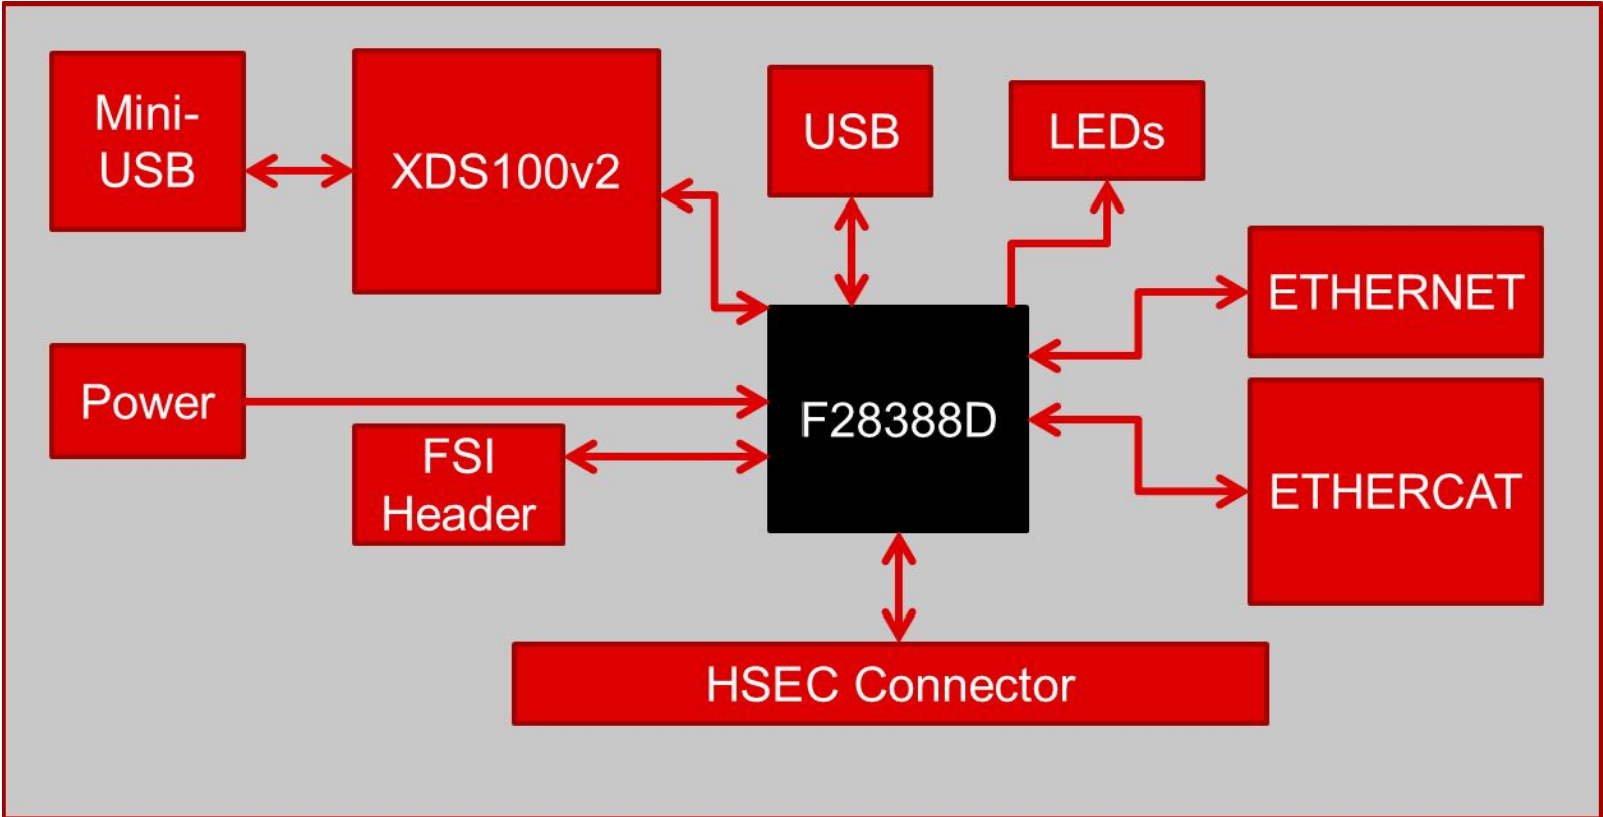 Mini-
USB
XDS100v2
USB
LEDs
ETHERNET
Power
F28388D
FSI
Header
ETHERCAT
HSEC Connector